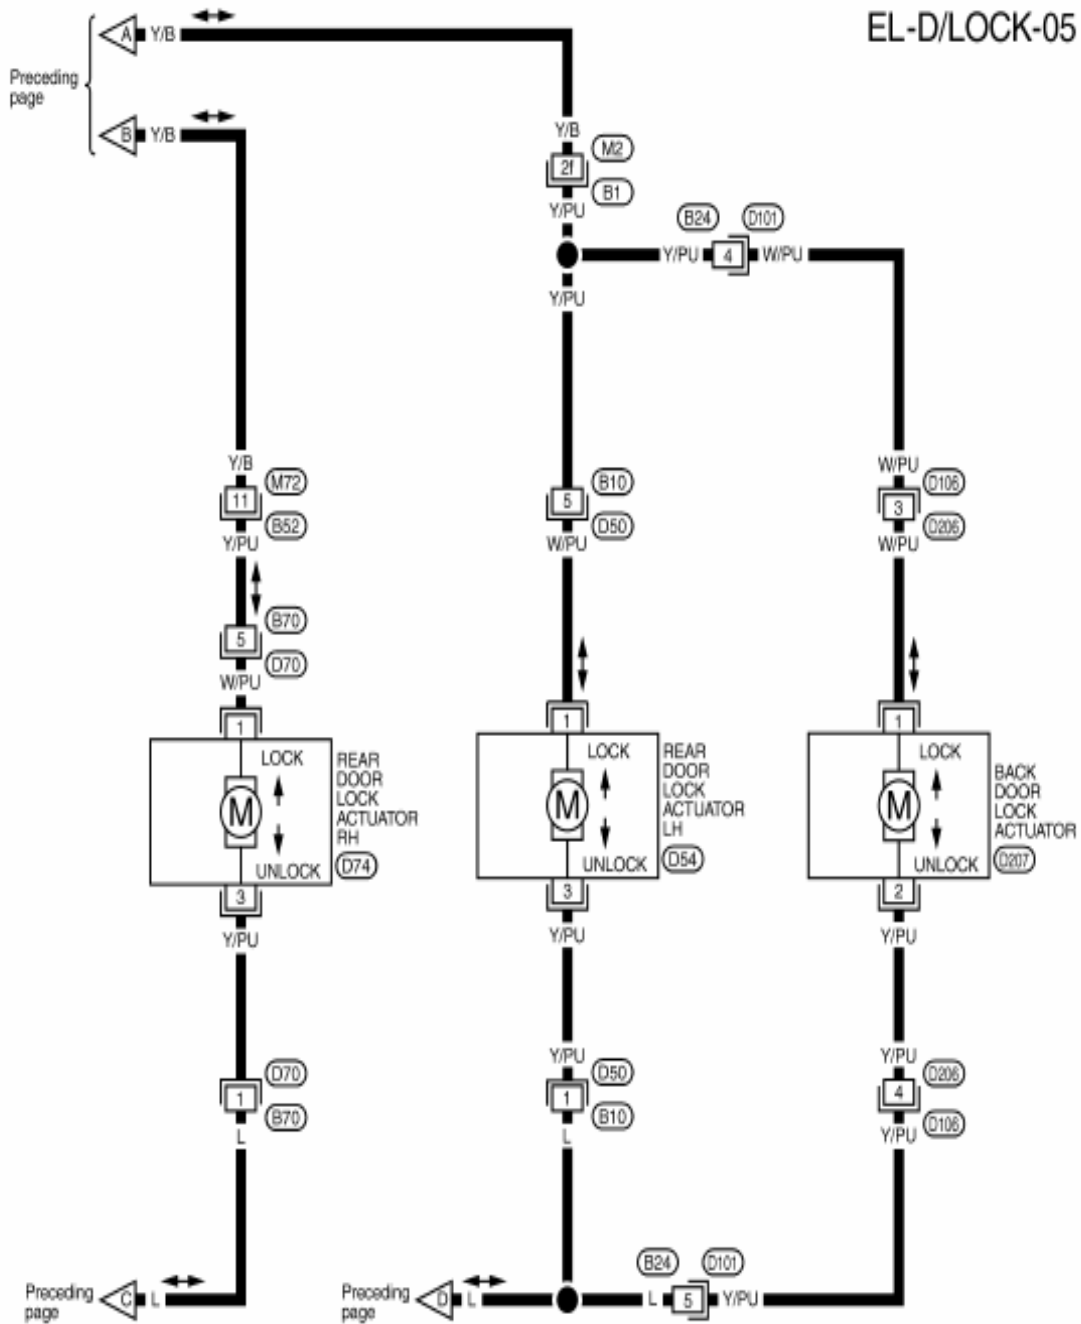 EL-D/LOCK-05
Preceding
page
A Y/B
B Y/B
Y/B
2f
M2
B1
Y/PU
B24 D101
Y/PU 4 W/PU
Y/PU
Y/B
11
M72
B52
Y/PU
5
B70
D70
W/PU
1
LOCK
M
UNLOCK
REAR
DOOR
LOCK
ACTUATOR
RH
D74
3
Y/PU
D70
1
B70
L
Preceding
page
C L
5
B10
D50
W/PU
1
LOCK
M
UNLOCK
REAR
DOOR
LOCK
ACTUATOR
LH
D54
3
Y/PU
Y/PU
D50
1
B10
L
Preceding
page
D L
W/PU
D106
3
D206
W/PU
1
LOCK
M
UNLOCK
BACK
DOOR
LOCK
ACTUATOR
D207
2
Y/PU
Y/PU
D206
4
D106
Y/PU
B24 D101
L 5 Y/PU